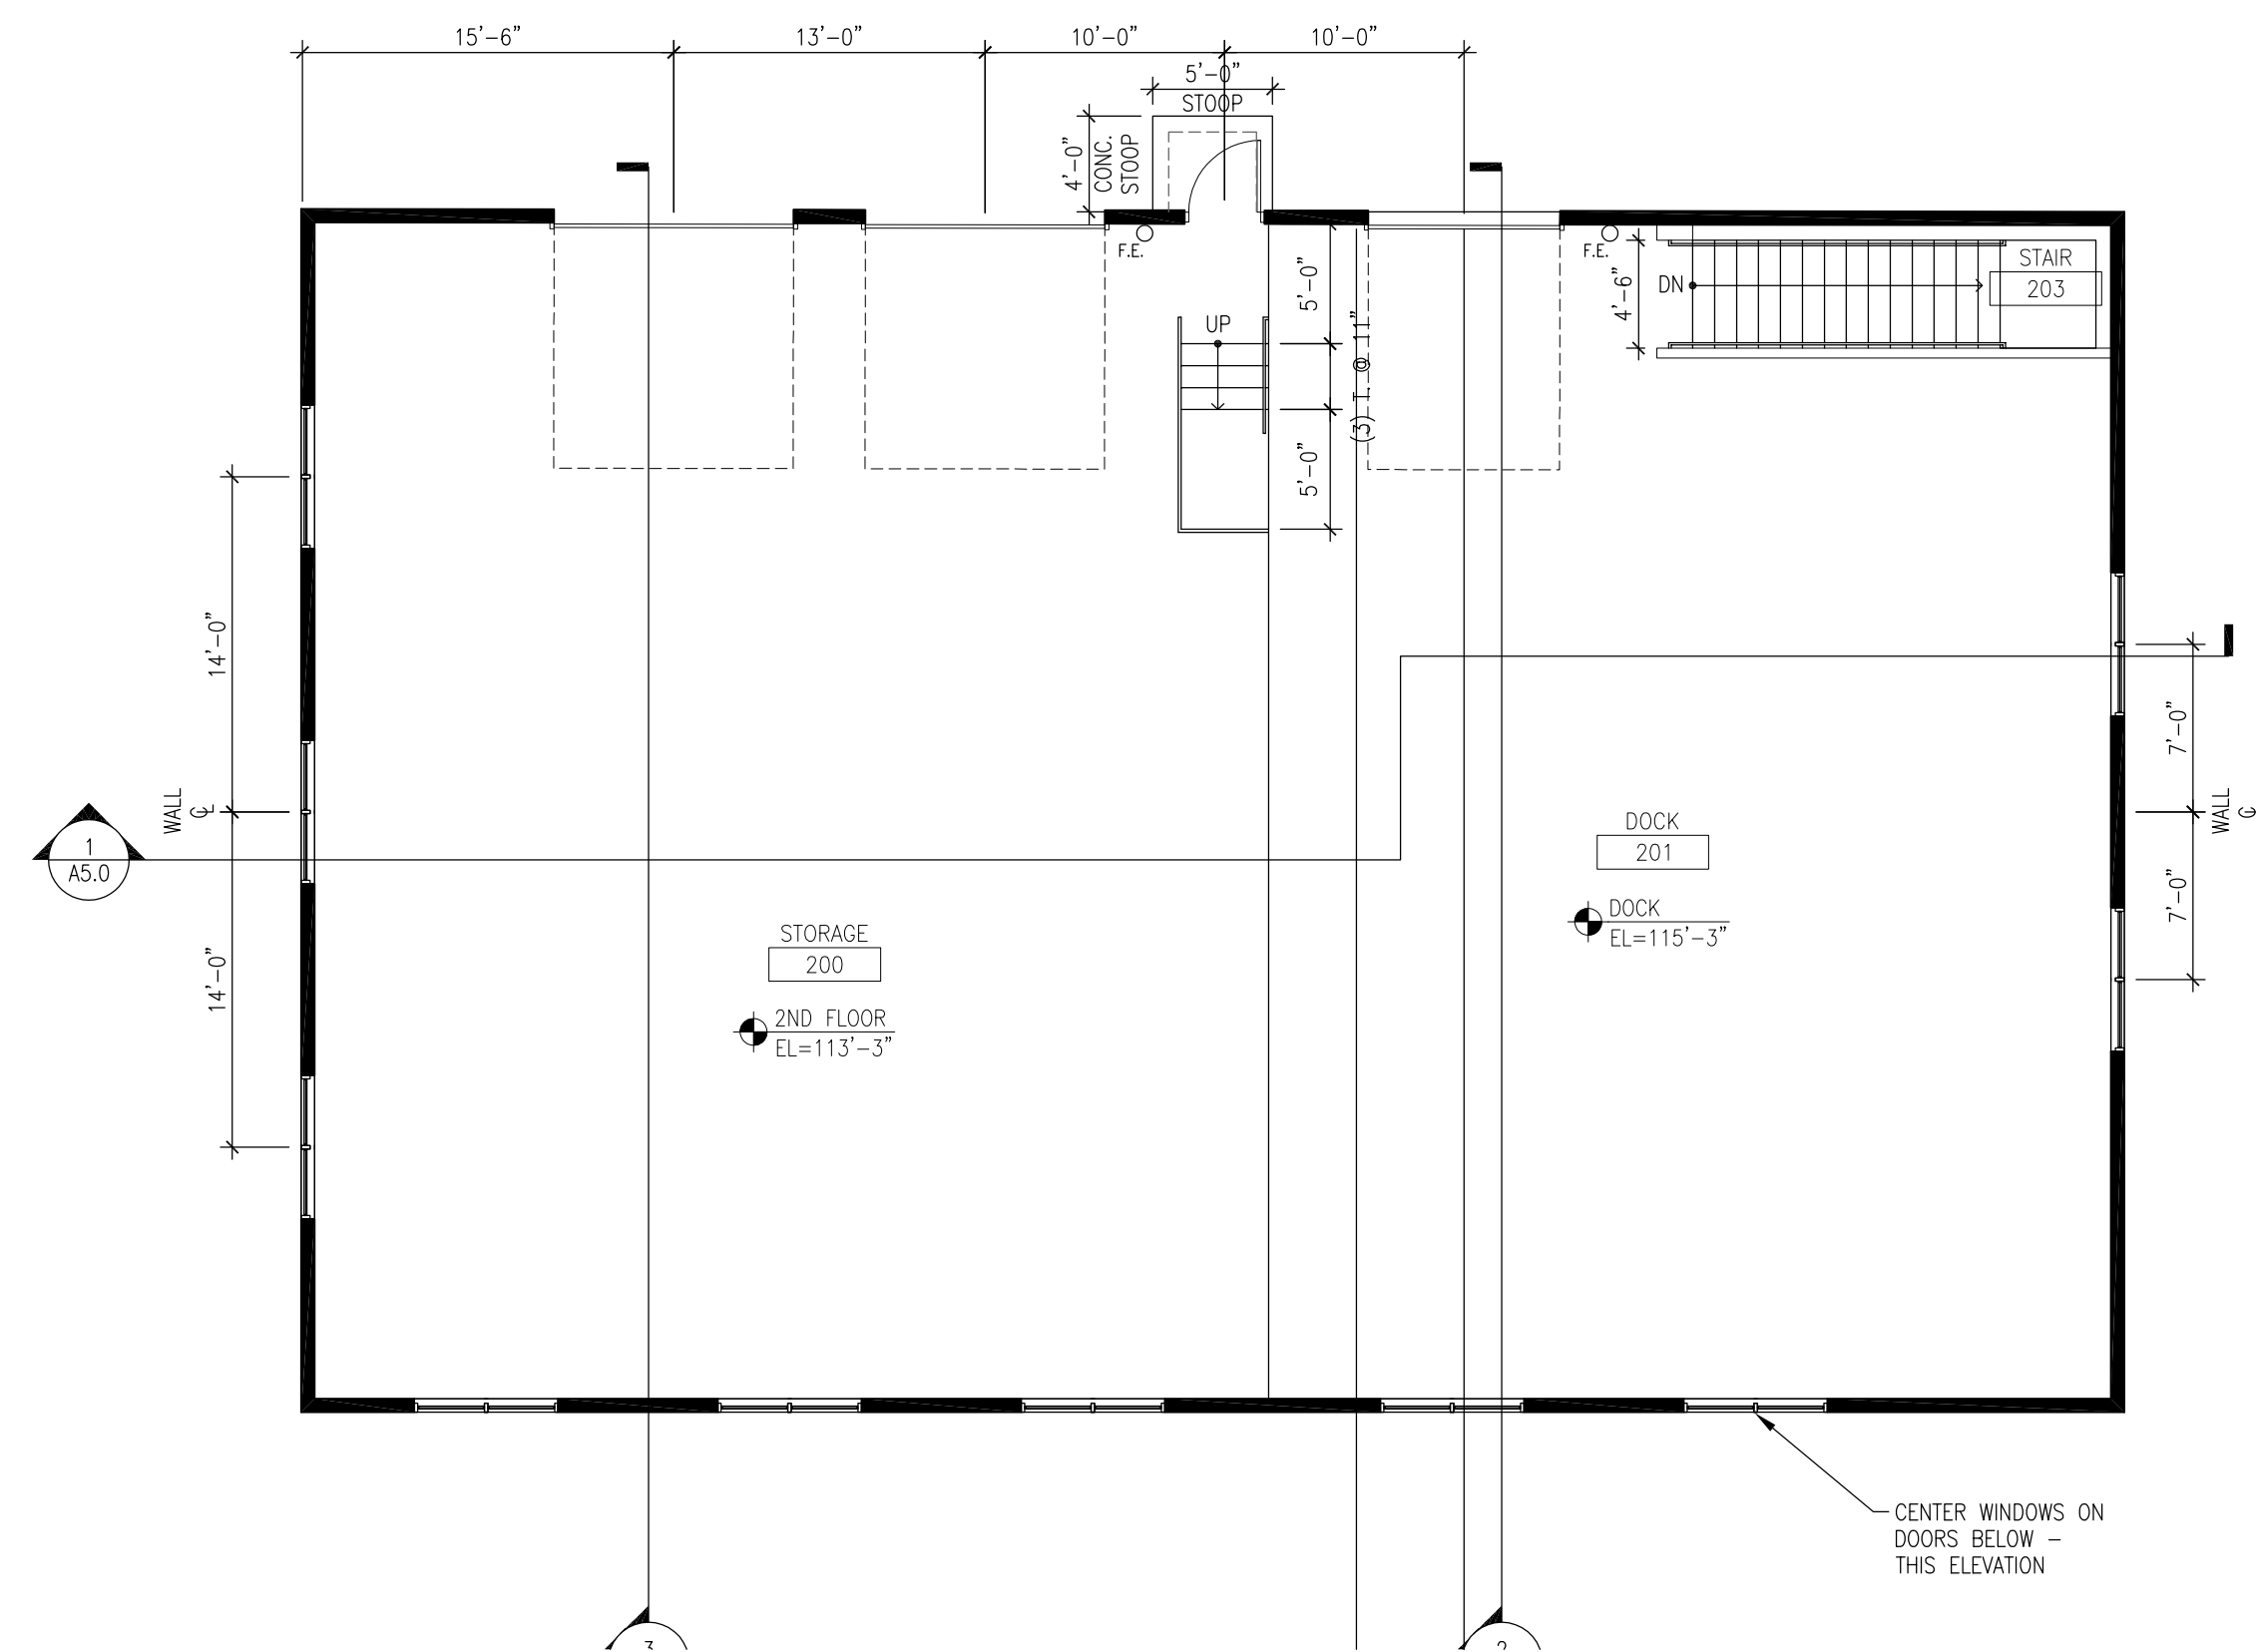 15'-6"
13'-0"
10'-0"
10'-0"
5'-0"
STOOP
4'-0"
CONC.
STOOP
F.E.
F.E.
UP
5'-0"
(3) T. @ 11"
5'-0"
4'-6"
DN
STAIR
203
14'-0"
WALL
℄
14'-0"
1
A5.0
7'-0"
WALL
℄
7'-0"
DOCK
201
DOCK
EL=115'-3"
STORAGE
200
2ND FLOOR
EL=113'-3"
CENTER WINDOWS ON
DOORS BELOW –
THIS ELEVATION